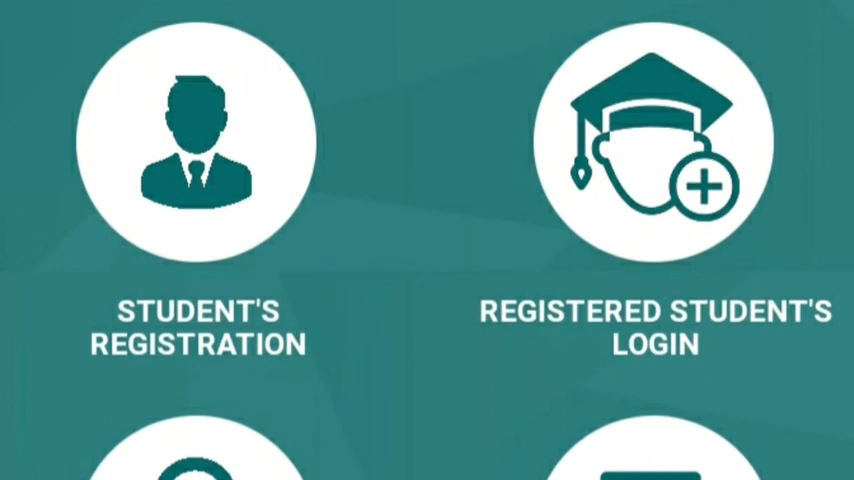 STUDENT'S
REGISTRATION
REGISTERED STUDENT'S
LOGIN